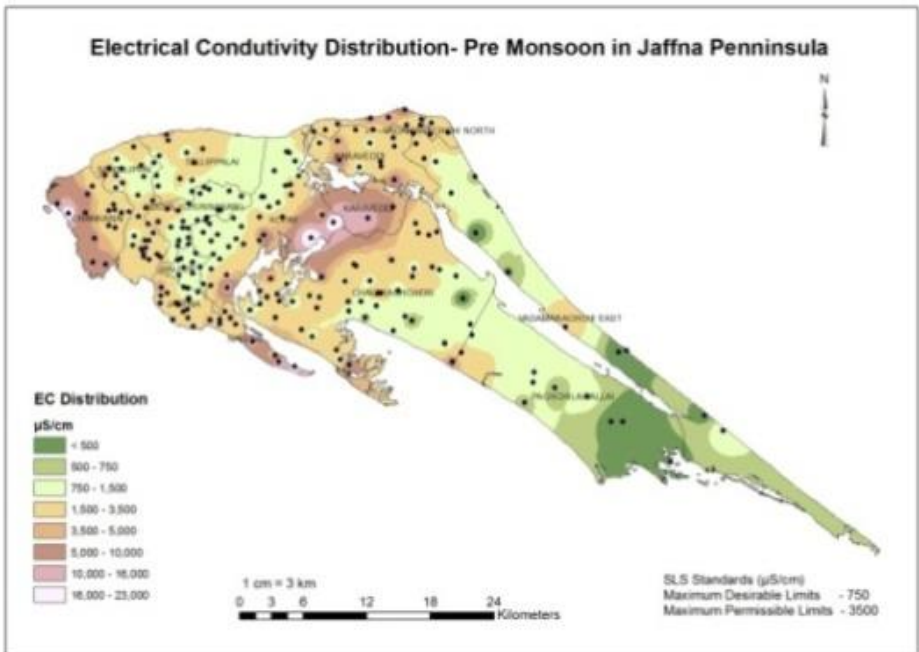 Electrical Condutivity Distribution- Pre Monsoon in Jaffna Penninsula
N
VADAMARACHCHI EAST
EC Distribution
µS/cm
< 500
500 - 750
750 - 1,500
1,500 - 3,500
3,500 - 5,000
5,000 - 10,000
10,000 - 16,000
16,000 - 23,000
1 cm = 3 km
0 3 6 12 18 24
Kilometers
SLS Standards (µS/cm)
Maximum Desirable Limits - 750
Maximum Permissible Limits - 3500